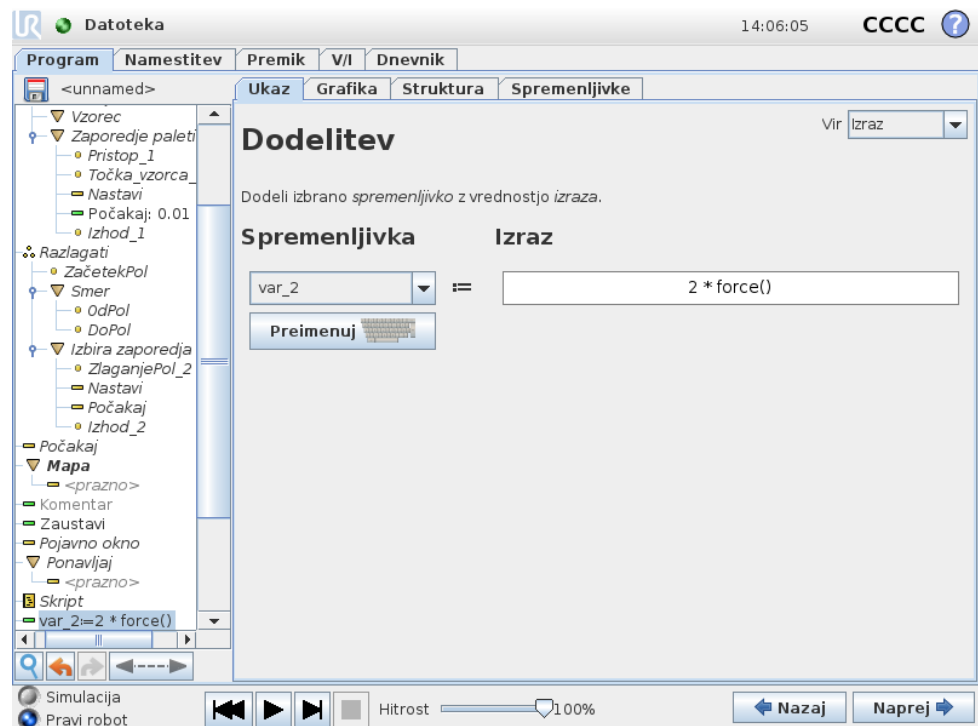 UR Datoteka 14:06:05 CCCC ?
Program Namestitev Premik V/I Dnevnik
<unnamed>
Ukaz Grafika Struktura Spremenljivke
Vzorec
Zaporedje paleti
Pristop_1
Točka_vzorca_
Nastavi
Počakaj: 0.01
Izhod_1
Razlagati
ZačetekPol
Smer
OdPol
DoPol
Izbira zaporedja
ZlaganjePol_2
Nastavi
Počakaj
Izhod_2
Počakaj
Mapa
<prazno>
Komentar
Zaustavi
Pojavno okno
Ponavljaj
<prazno>
Skript
var_2:=2 * force()
Vir Izraz
Dodelitev
Dodeli izbrano spremenljivko z vrednostjo izraza.
Spremenljivka Izraz
var_2 := 2 * force()
Preimenuj
Simulacija
Pravi robot
Hitrost 100%
Nazaj Naprej